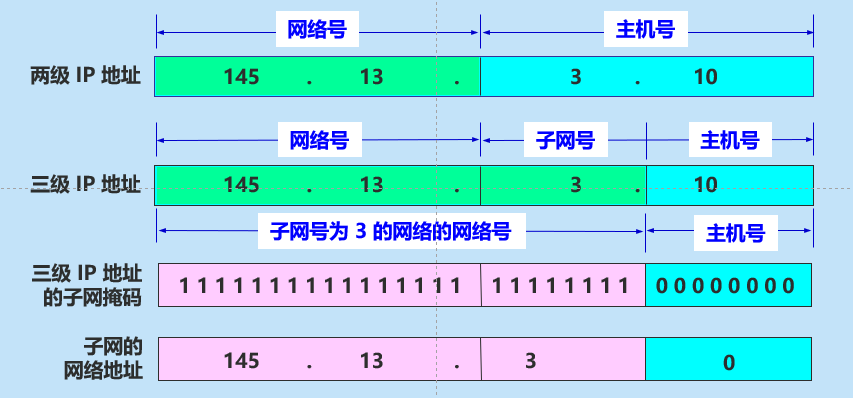 网络号 主机号
两级 IP 地址 145 . 13 . 3 . 10
网络号 子网号 主机号
三级 IP 地址 145 . 13 . 3 . 10
子网号为 3 的网络的网络号 主机号
三级 IP 地址
的子网掩码 1 1 1 1 1 1 1 1 1 1 1 1 1 1 1 1 1 1 1 1 1 1 1 1 0 0 0 0 0 0 0 0
子网的
网络地址 145 . 13 . 3 0